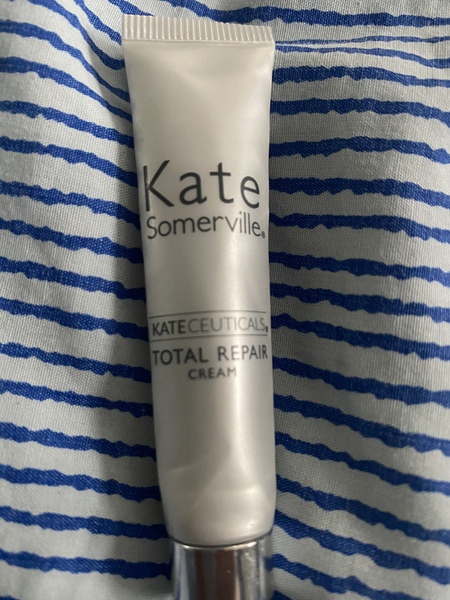 Kate
Somerville®
KATECEUTICALS®
TOTAL REPAIR
CREAM